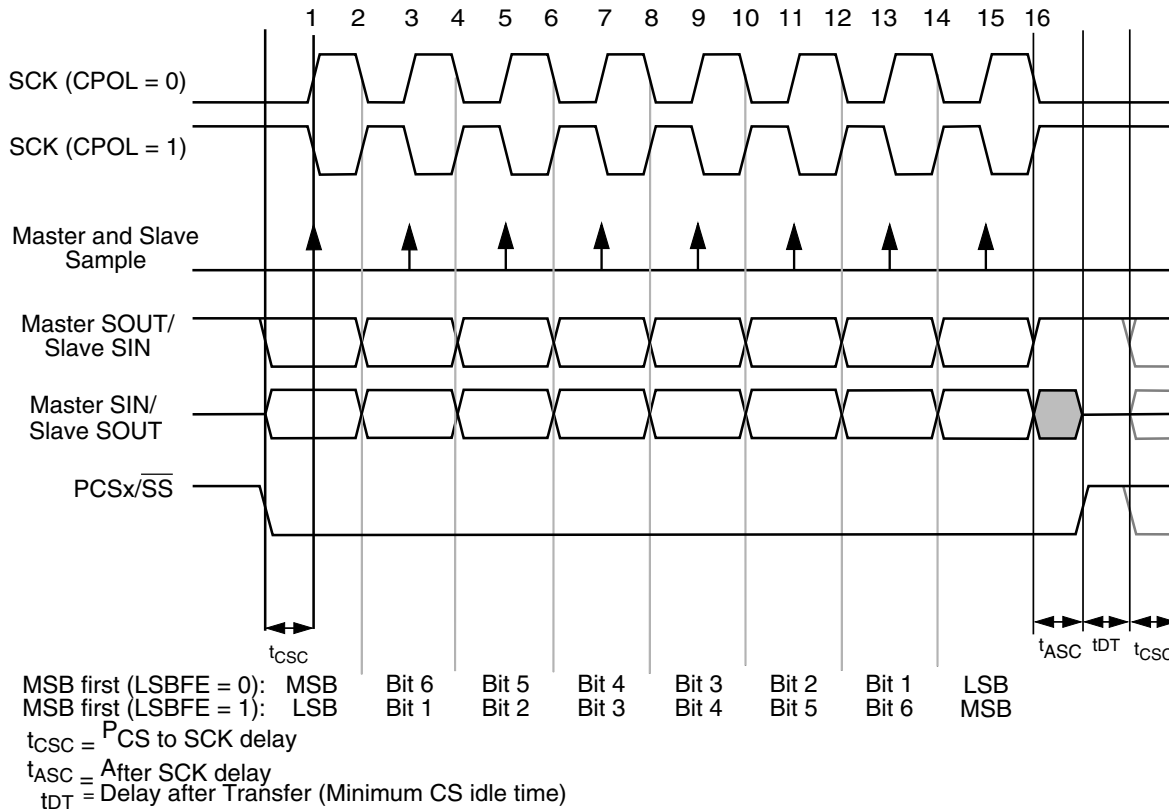 1 2 3 4 5 6 7 8 9 10 11 12 13 14 15 16
SCK (CPOL = 0)
SCK (CPOL = 1)
Master and Slave
Sample
Master SOUT/
Slave SIN
Master SIN/
Slave SOUT
PCSx/SS
tCSC
tASC tDT tCSC
MSB first (LSBFE = 0): MSB Bit 6 Bit 5 Bit 4 Bit 3 Bit 2 Bit 1 LSB
MSB first (LSBFE = 1): LSB Bit 1 Bit 2 Bit 3 Bit 4 Bit 5 Bit 6 MSB
tCSC = PCS to SCK delay
tASC = After SCK delay
tDT = Delay after Transfer (Minimum CS idle time)